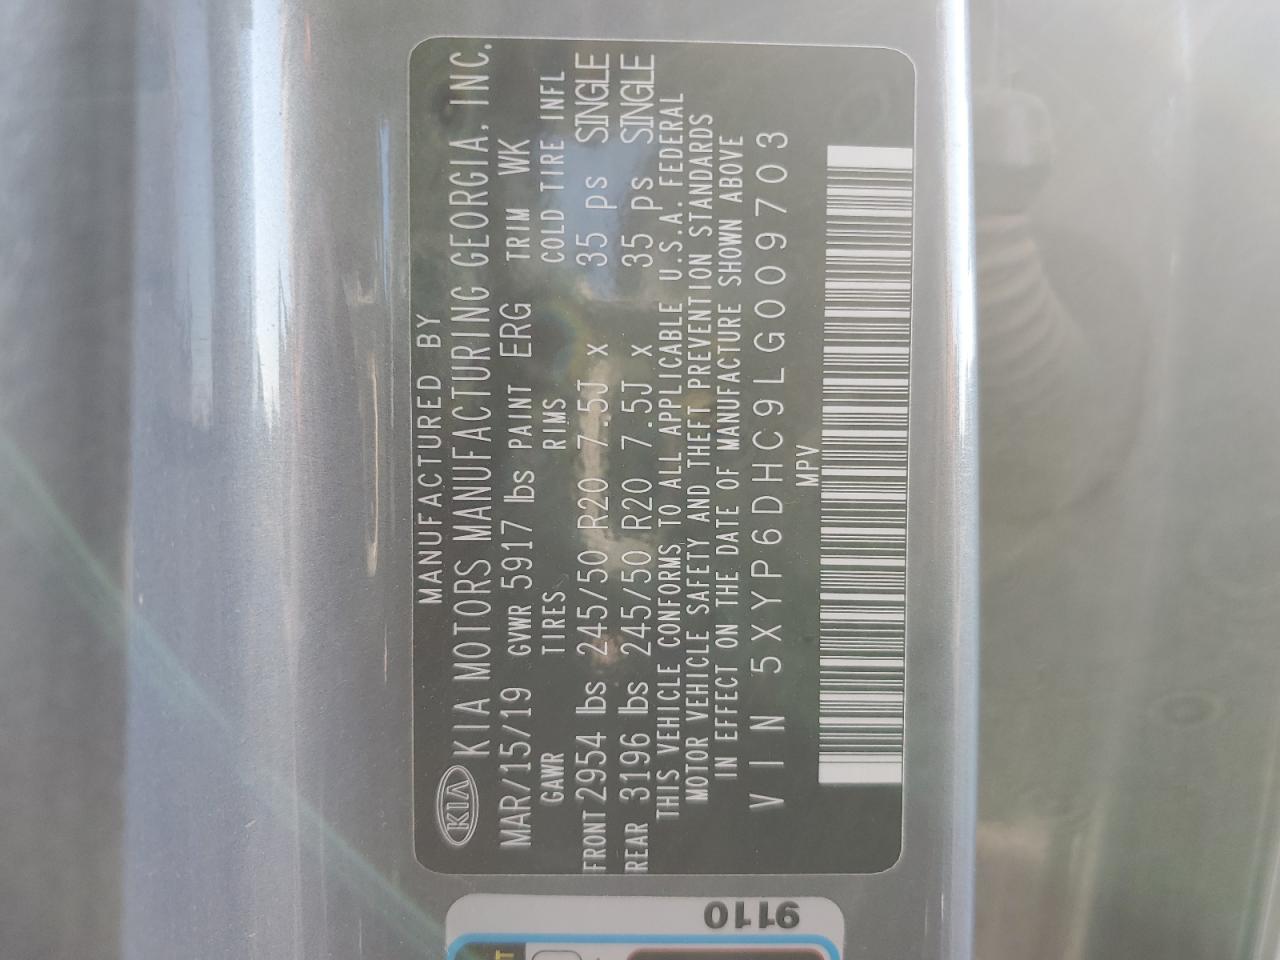 MANUFACTURED BY
KIA KIA MOTORS MANUFACTURING GEORGIA, INC.
MAR/15/19 GVWR 5917 lbs PAINT ERG TRIM WK
GAWR TIRES RIMS COLD TIRE INFL
FRONT 2954 lbs 245/50 R20 7.5J x 35 ps SINGLE
REAR 3196 lbs 245/50 R20 7.5J x 35 ps SINGLE
THIS VEHICLE CONFORMS TO ALL APPLICABLE U.S.A. FEDERAL
MOTOR VEHICLE SAFETY AND THEFT PREVENTION STANDARDS
IN EFFECT ON THE DATE OF MANUFACTURE SHOWN ABOVE
VIN 5XYP6DHC9LG009703
MPV
9110